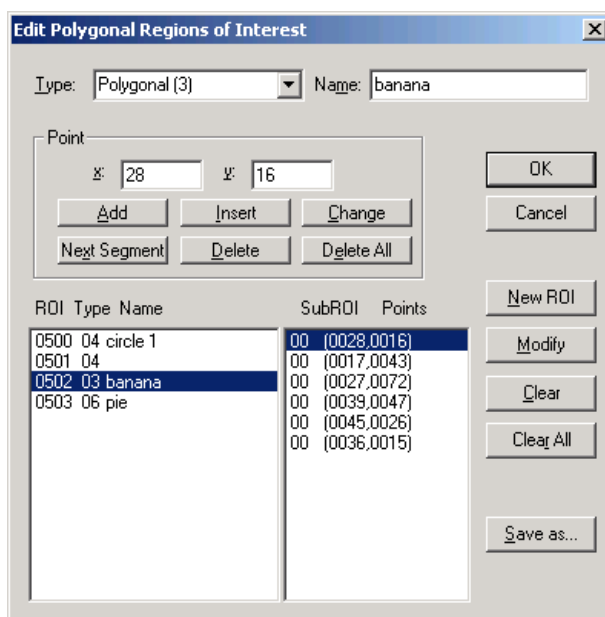 Edit Polygonal Regions of Interest
Type: Polygonal (3) Name: banana
Point
x: 28 y: 16
Add Insert Change
Next Segment Delete Delete All
OK
Cancel
ROI Type Name SubROI Points
0500 04 circle 1
0501 04
0502 03 banana
0503 06 pie
00 (0028,0016)
00 (0017,0043)
00 (0027,0072)
00 (0039,0047)
00 (0045,0026)
00 (0036,0015)
New ROI
Modify
Clear
Clear All
Save as...